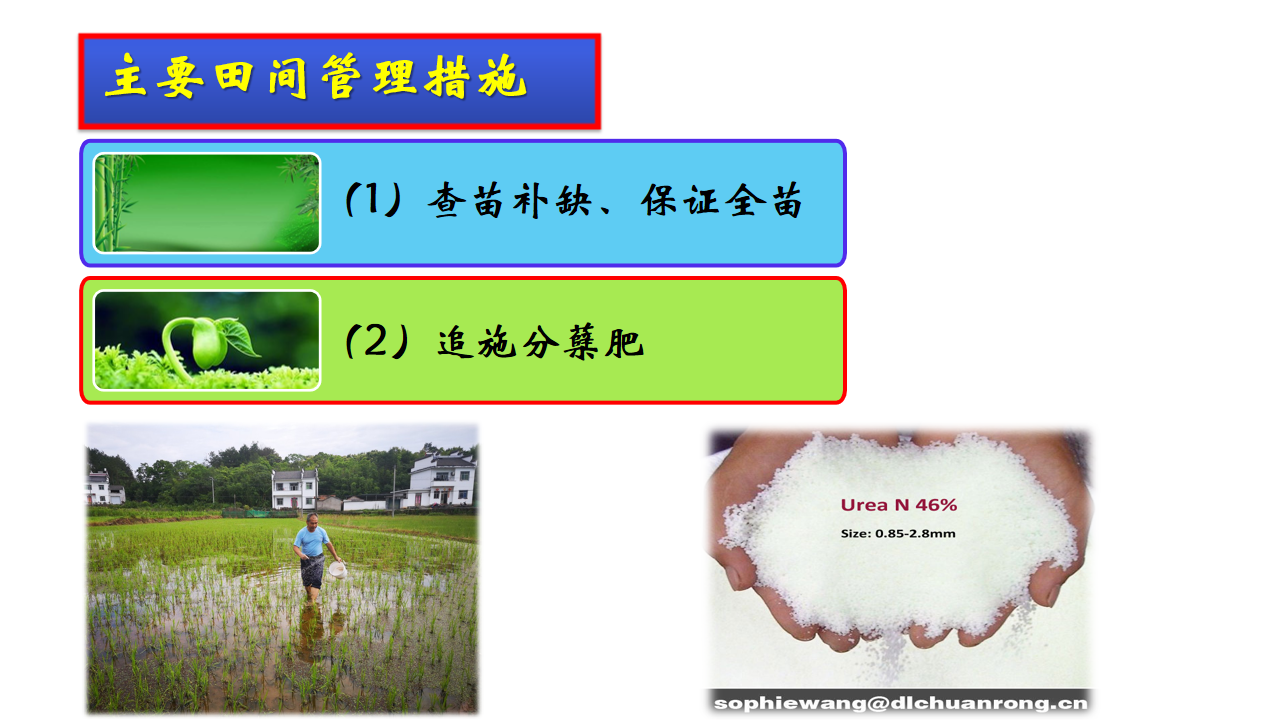 主要田间管理措施
（1）查苗补缺、保证全苗
（2）追施分蘖肥
Urea N 46%
Size: 0.85-2.8mm
sophiewang@dlchuanrong.cn